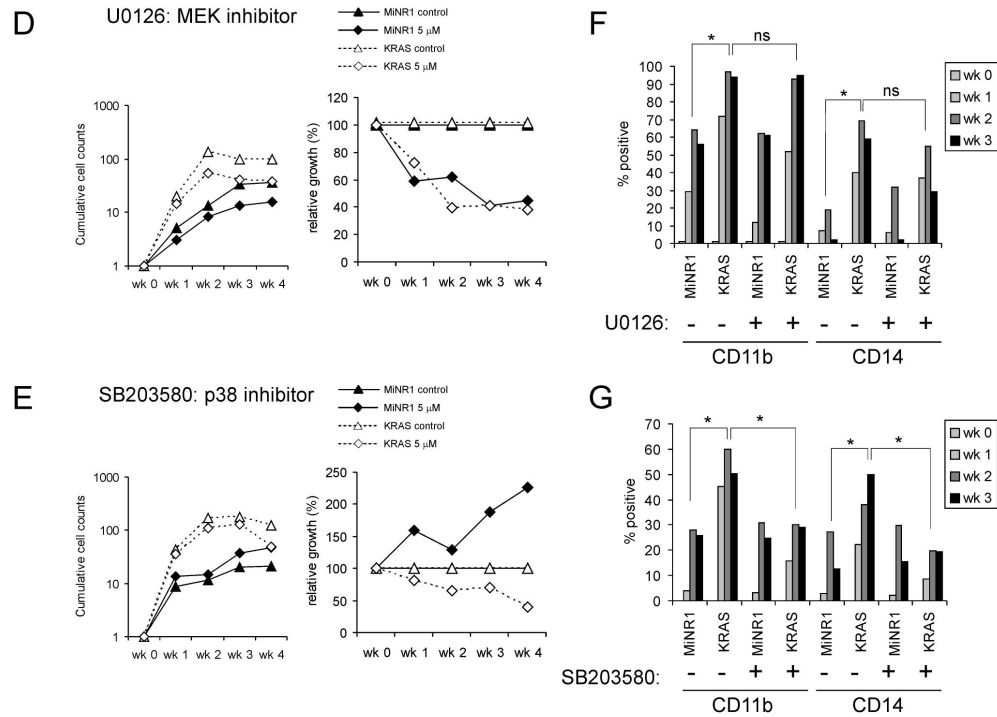 D
U0126: MEK inhibitor
MiNR1 control
MiNR1 5 μM
KRAS control
KRAS 5 μM
Cumulative cell counts
1000
100
10
1
wk 0 wk 1 wk 2 wk 3 wk 4
relative growth (%)
140
120
100
80
60
40
20
0
wk 0 wk 1 wk 2 wk 3 wk 4
F
* ns * ns
wk 0
wk 1
wk 2
wk 3
% positive
100
90
80
70
60
50
40
30
20
10
0
MiNR1 KRAS MiNR1 KRAS MiNR1 KRAS MiNR1 KRAS
U0126: - - + + - - + +
CD11b CD14
E
SB203580: p38 inhibitor
MiNR1 control
MiNR1 5 μM
KRAS control
KRAS 5 μM
Cumulative cell counts
1000
100
10
1
wk 0 wk 1 wk 2 wk 3 wk 4
relative growth (%)
250
200
150
100
50
0
wk 0 wk 1 wk 2 wk 3 wk 4
G
* * * *
wk 0
wk 1
wk 2
wk 3
% positive
70
60
50
40
30
20
10
0
MiNR1 KRAS MiNR1 KRAS MiNR1 KRAS MiNR1 KRAS
SB203580: - - + + - - + +
CD11b CD14